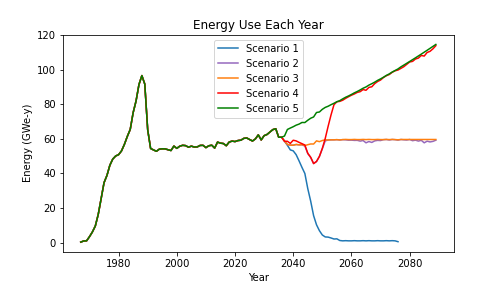 Energy Use Each Year
Energy (GWe-y)
120
100
80
60
40
20
0
Scenario 1
Scenario 2
Scenario 3
Scenario 4
Scenario 5
1980
2000
2020
2040
2060
2080
Year